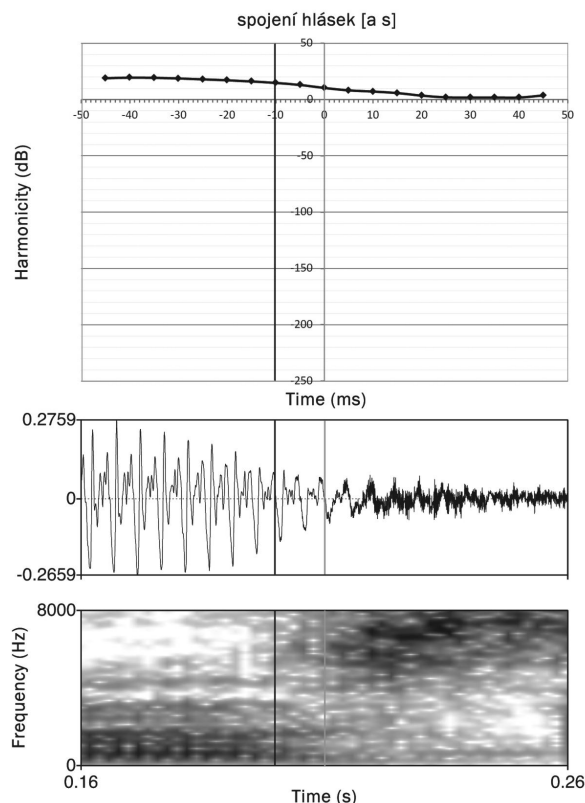 spojení hlásek [a s]
50
0
-50 -40 -30 -20 -10 0 10 20 30 40 50
-50
-100
-150
-200
-250
Harmonicity (dB)
Time (ms)
0.2759
0
-0.2659
8000
Frequency (Hz)
0
0.16 0.26
Time (s)